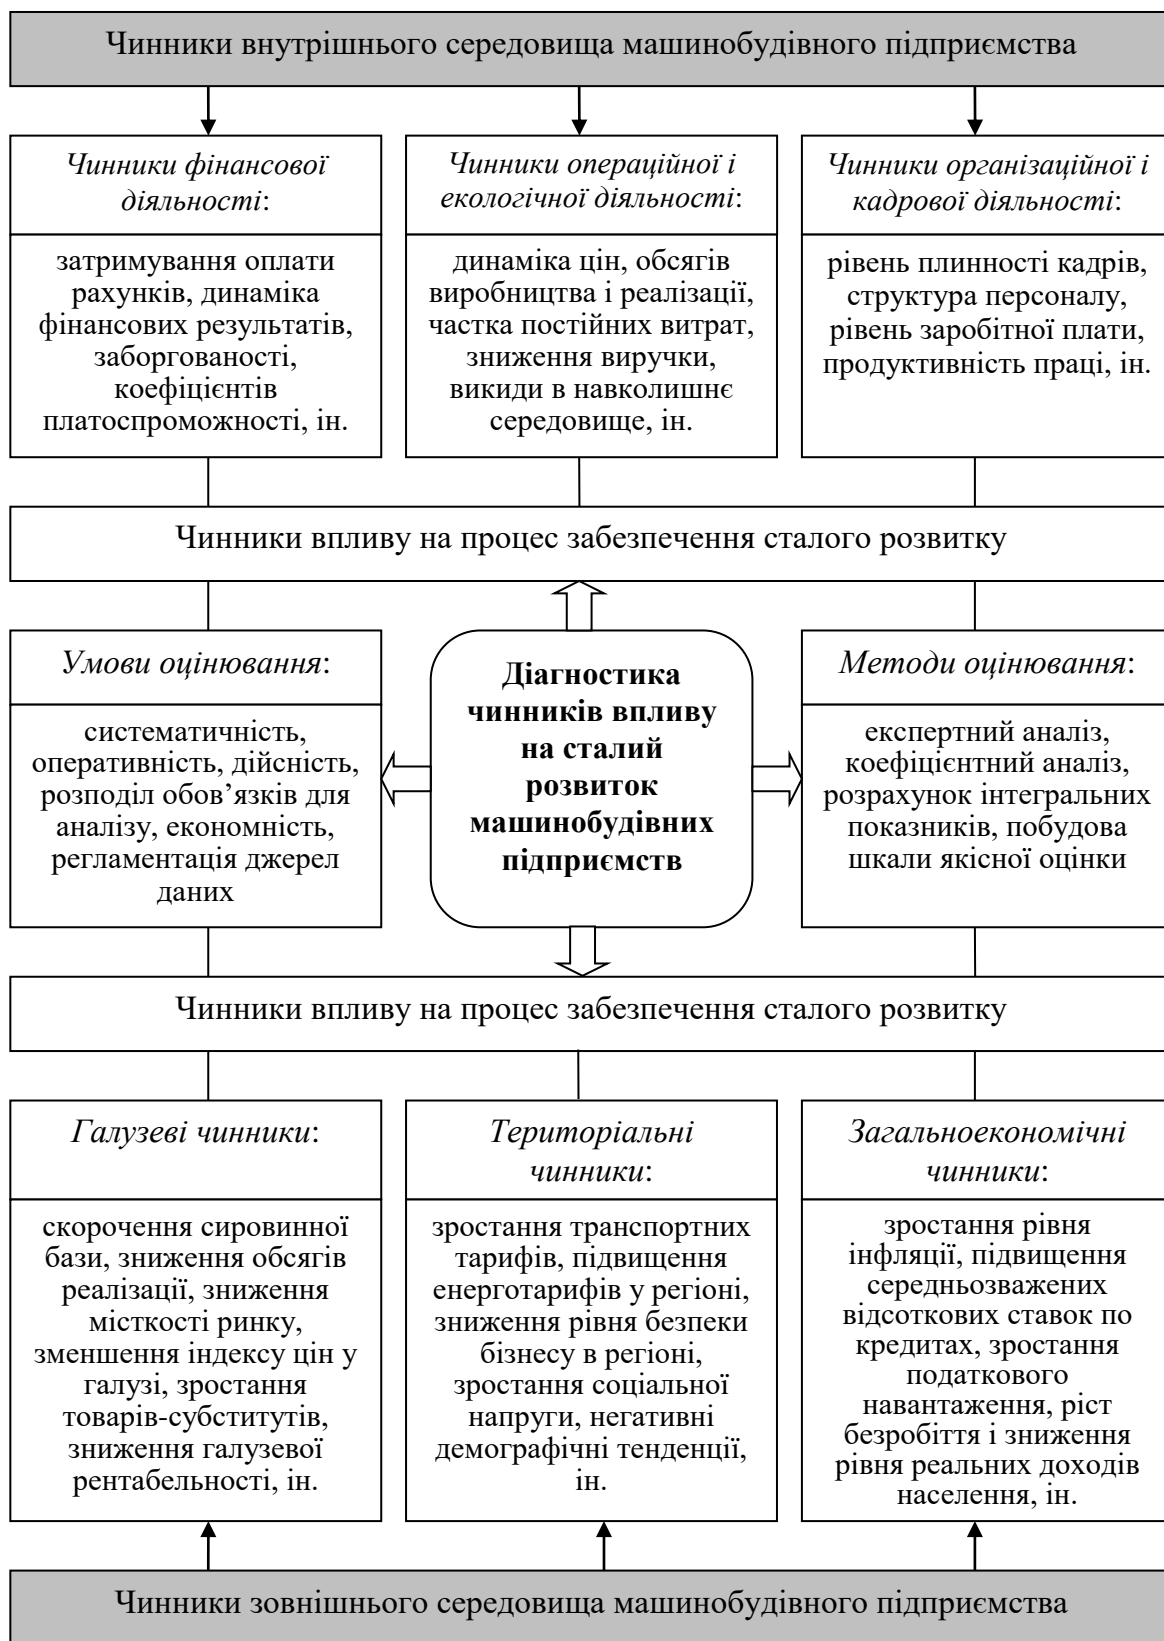 Чинники внутрішнього середовища машинобудівного підприємства
Чинники фінансової
діяльності:
затримування оплати
рахунків, динаміка
фінансових результатів,
заборгованості,
коефіцієнтів
платоспроможності, ін.
Чинники операційної і
екологічної діяльності:
динаміка цін, обсягів
виробництва і реалізації,
частка постійних витрат,
зниження виручки,
викиди в навколишнє
середовище, ін.
Чинники організаційної і
кадрової діяльності:
рівень плинності кадрів,
структура персоналу,
рівень заробітної плати,
продуктивність праці, ін.
Чинники впливу на процес забезпечення сталого розвитку
Умови оцінювання:
систематичність,
оперативність, дійсність,
розподіл обов’язків для
аналізу, економність,
регламентація джерел
даних
Діагностика
чинників впливу
на сталий
розвиток
машинобудівних
підприємств
Методи оцінювання:
експертний аналіз,
коефіцієнтний аналіз,
розрахунок інтегральних
показників, побудова
шкали якісної оцінки
Чинники впливу на процес забезпечення сталого розвитку
Галузеві чинники:
скорочення сировинної
бази, зниження обсягів
реалізації, зниження
місткості ринку,
зменшення індексу цін у
галузі, зростання
товарів-субститутів,
зниження галузевої
рентабельності, ін.
Територіальні
чинники:
зростання транспортних
тарифів, підвищення
енерготарифів у регіоні,
зниження рівня безпеки
бізнесу в регіоні,
зростання соціальної
напруги, негативні
демографічні тенденції,
ін.
Загальноекономічні
чинники:
зростання рівня
інфляції, підвищення
середньозважених
відсоткових ставок по
кредитах, зростання
податкового
навантаження, ріст
безробіття і зниження
рівня реальних доходів
населення, ін.
Чинники зовнішнього середовища машинобудівного підприємства